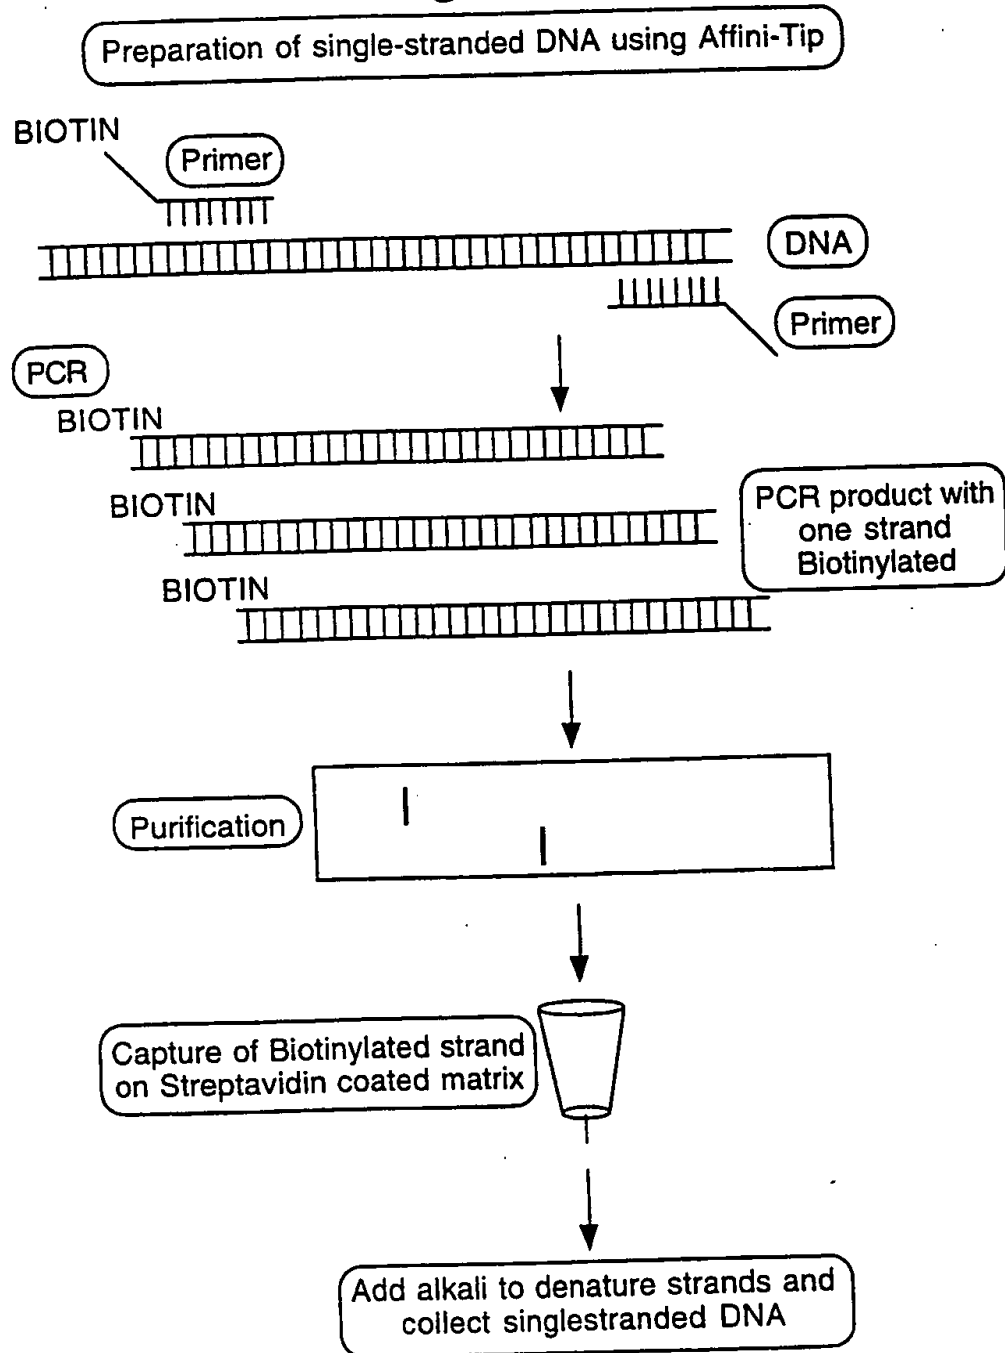 Preparation of single-stranded DNA using Affini-Tip
BIOTIN
Primer
DNA
Primer
PCR
BIOTIN
BIOTIN
PCR product with
one strand
Biotinylated
BIOTIN
Purification
Capture of Biotinylated strand
on Streptavidin coated matrix
Add alkali to denature strands and
collect singlestranded DNA